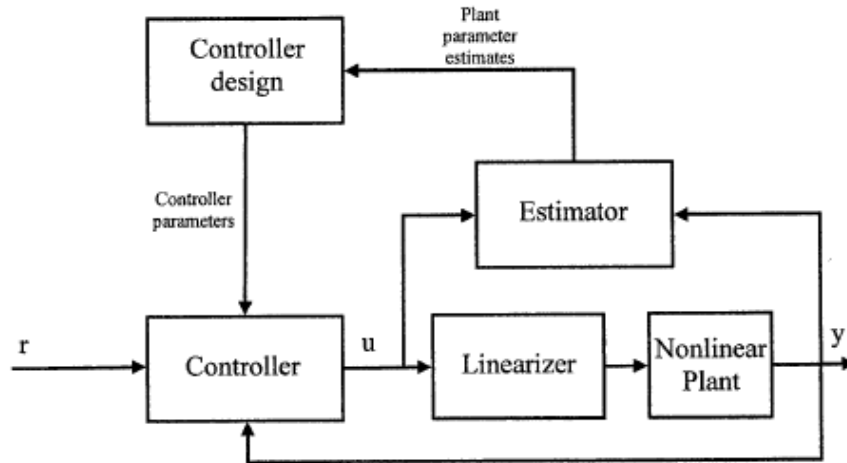 Plant
parameter
estimates
Controller
design
Controller
parameters
Estimator
r
Controller
u
Linearizer
Nonlinear
Plant
y